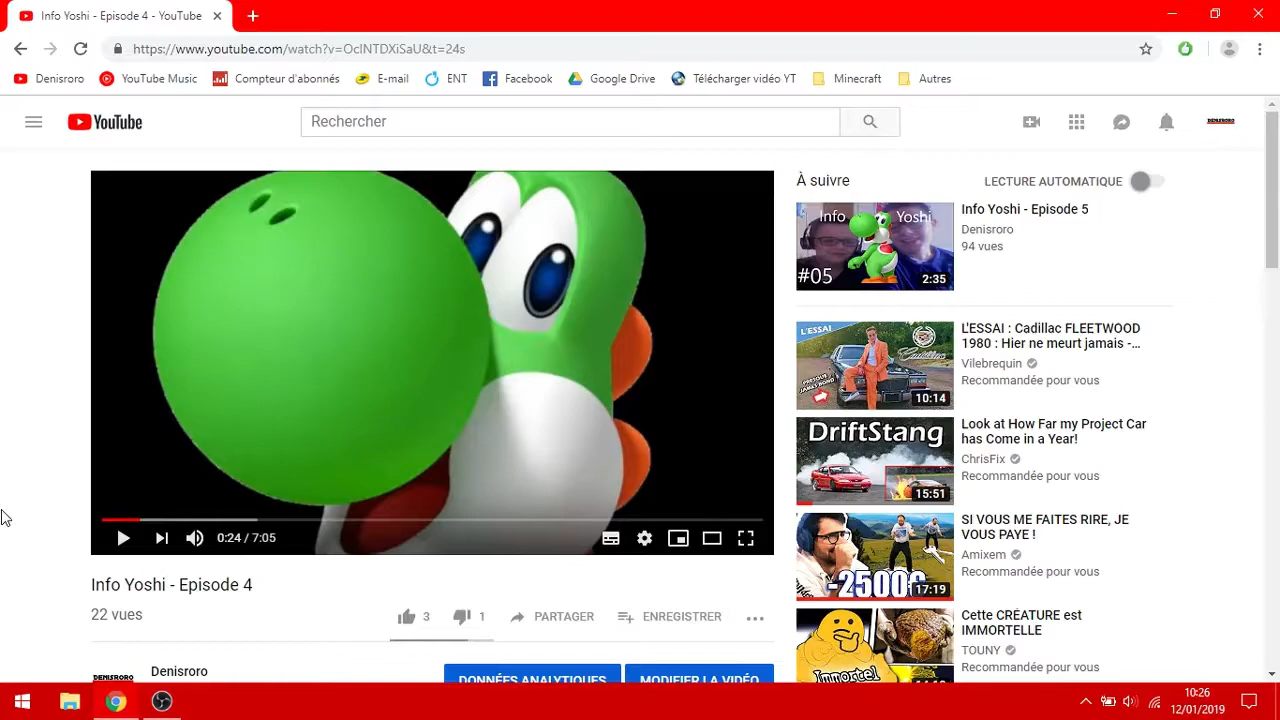 Info Yoshi - Episode 4 - YouTube
https://www.youtube.com/watch?v=OclNTDXiSaU&t=24s
Denisroro
YouTube Music
Compteur d'abonnés
E-mail
ENT
Facebook
Google Drive
Télécharger vidéo YT
Minecraft
Autres
YouTube
Rechercher
DENISRORO
0:24 / 7:05
Info Yoshi - Episode 4
22 vues
3
1
PARTAGER
ENREGISTRER
Denisroro
DENISRORO
DONNÉES ANALYTIQUES
MODIFIER LA VIDÉO
À suivre
LECTURE AUTOMATIQUE
Info Yoshi
#05
2:35
Info Yoshi - Episode 5
Denisroro
94 vues
L'ESSAI
Cadillac
10:14
L'ESSAI : Cadillac FLEETWOOD
1980 : Hier ne meurt jamais -...
Vilebrequin
Recommandée pour vous
DriftStang
15:51
Look at How Far my Project Car
has Come in a Year!
ChrisFix
Recommandée pour vous
-2500€
17:19
SI VOUS ME FAITES RIRE, JE
VOUS PAYE !
Amixem
Recommandée pour vous
Immortel
Cette CRÉATURE est
IMMORTELLE
TOUNY
Recommandée pour vous
10:26
12/01/2019